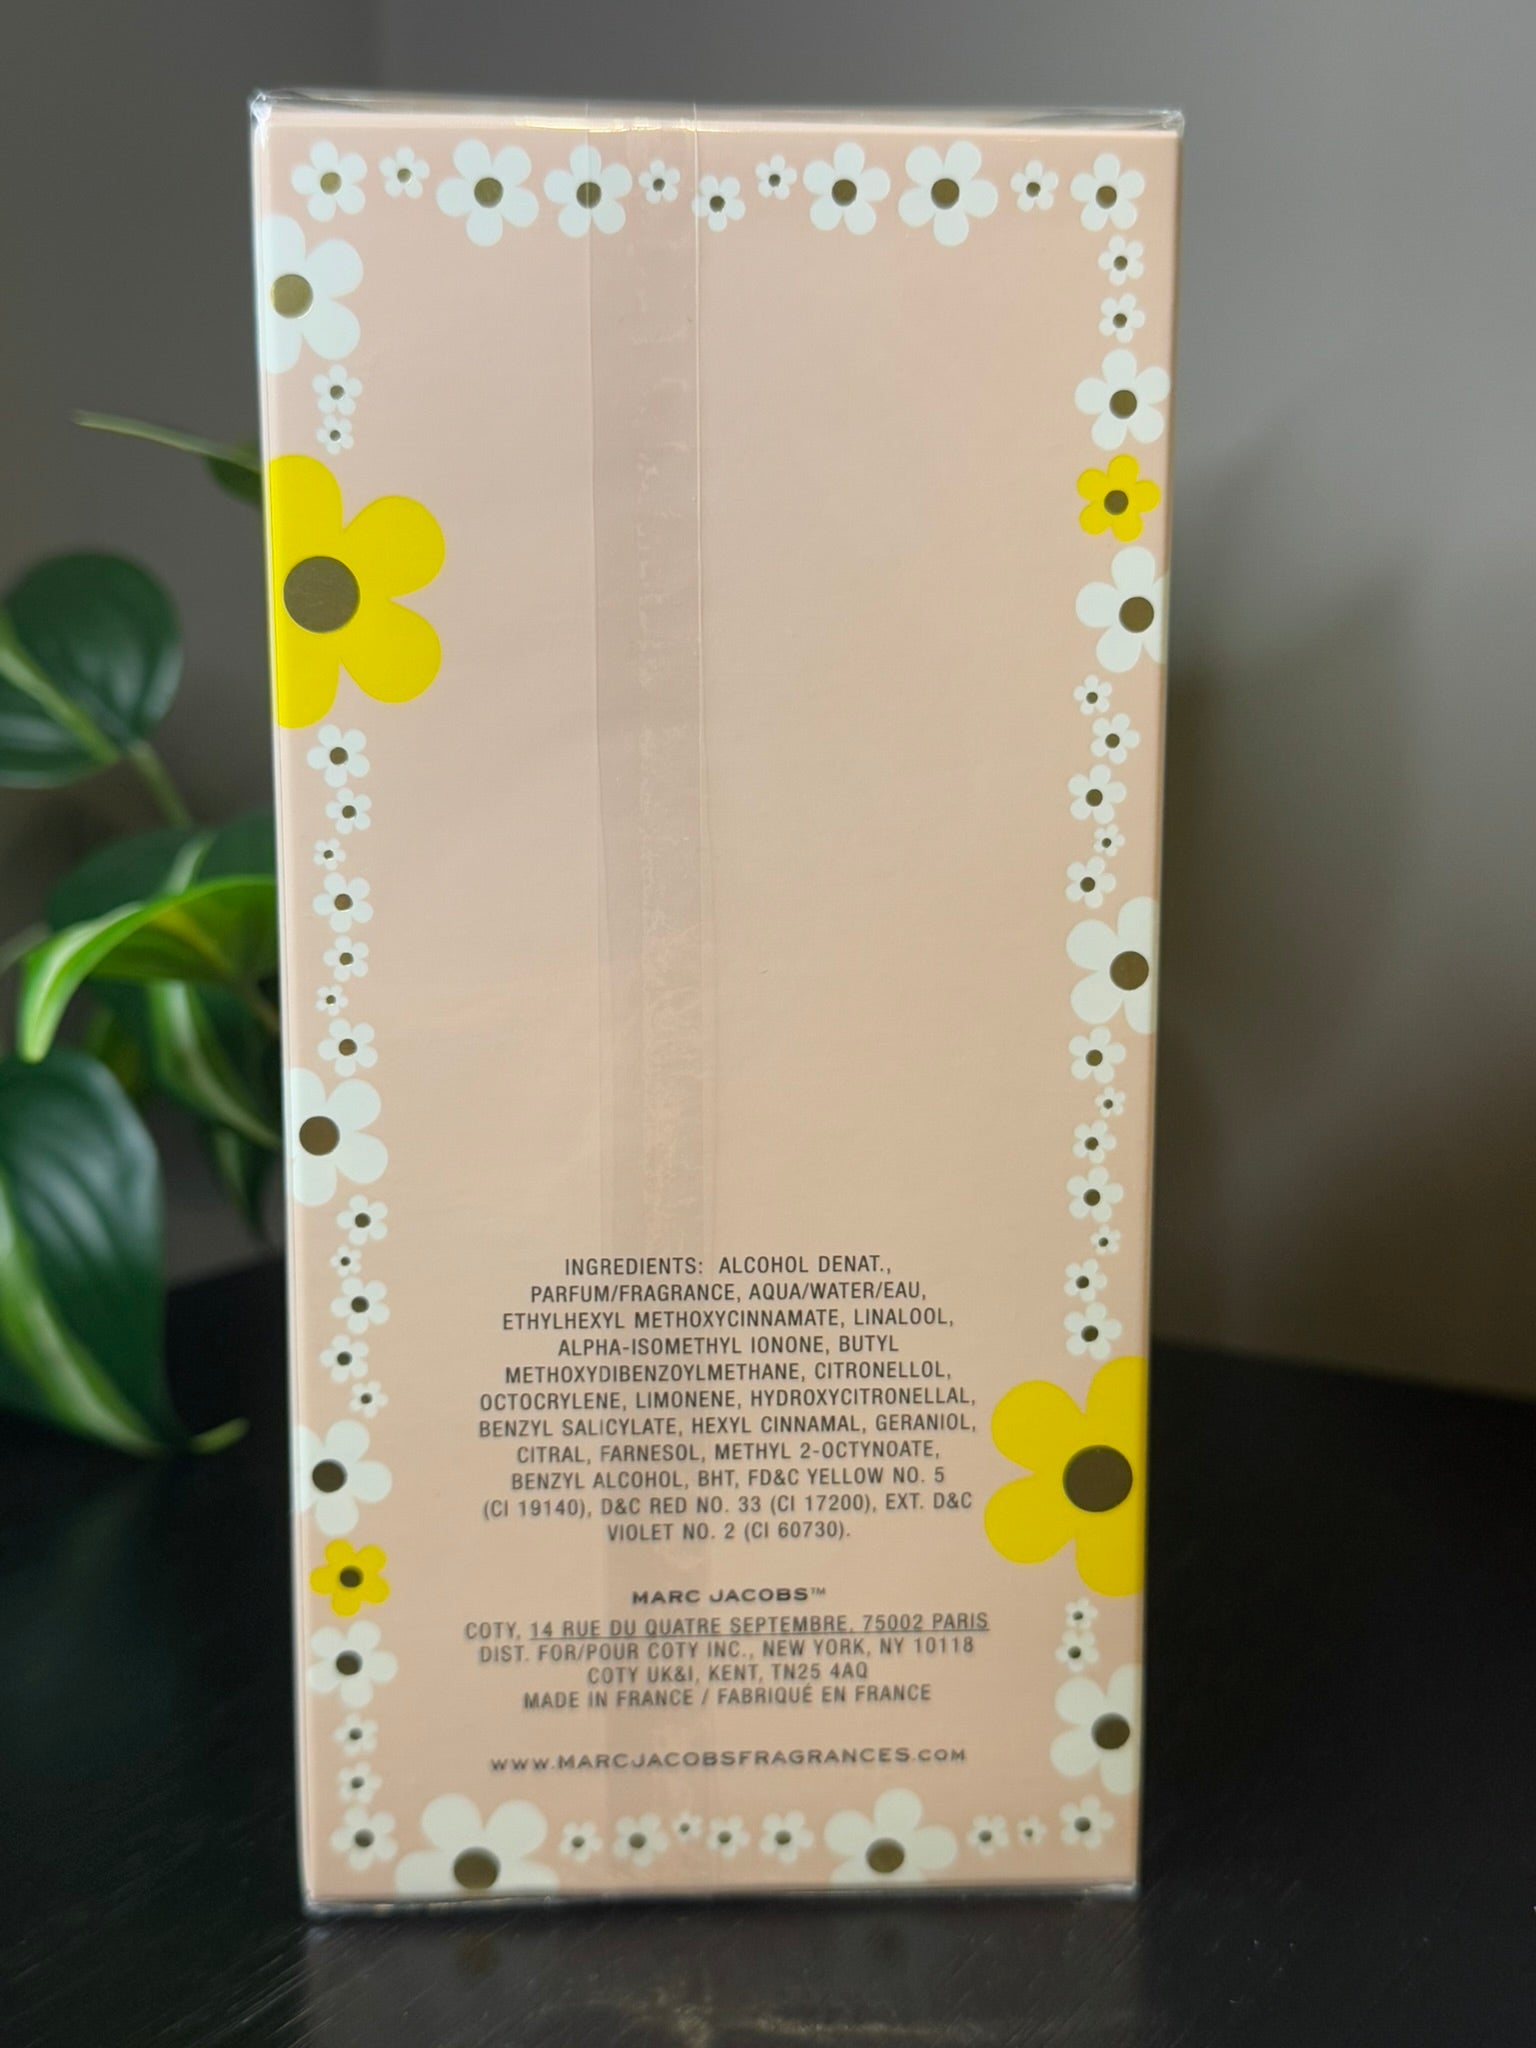 INGREDIENTS: ALCOHOL DENAT.,
PARFUM/FRAGRANCE, AQUA/WATER/EAU,
ETHYLHEXYL METHOXYCINNAMATE, LINALOOL,
ALPHA-ISOMETHYL IONONE, BUTYL
METHOXYDIBENZOYLMETHANE, CITRONELLOL,
OCTOCRYLENE, LIMONENE, HYDROXYCITRONELLAL,
BENZYL SALICYLATE, HEXYL CINNAMAL, GERANIOL,
CITRAL, FARNESOL, METHYL 2-OCTYNOATE,
BENZYL ALCOHOL, BHT, FD&C YELLOW NO. 5
(CI 19140), D&C RED NO. 33 (CI 17200), EXT. D&C
VIOLET NO. 2 (CI 60730).
MARC JACOBS™
COTY, 14 RUE DU QUATRE SEPTEMBRE, 75002 PARIS
DIST. FOR/POUR COTY INC., NEW YORK, NY 10118
COTY UK&I, KENT, TN25 4AQ
MADE IN FRANCE / FABRIQUÉ EN FRANCE
WWW.MARCJACOBSFRAGRANCES.COM